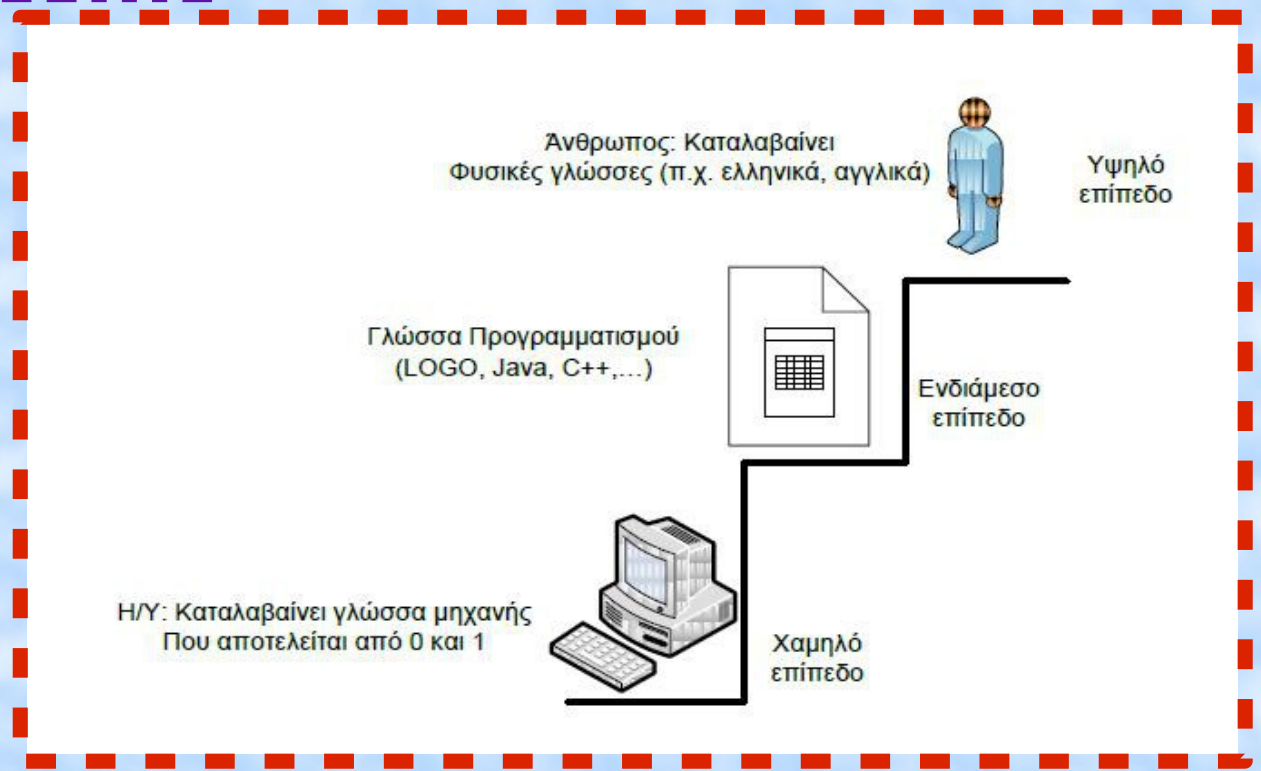 Άνθρωπος: Καταλαβαίνει
Φυσικές γλώσσες (π.χ. ελληνικά, αγγλικά)
Υψηλό
επίπεδο
Γλώσσα Προγραμματισμού
(LOGO, Java, C++,...)
Ενδιάμεσο
επίπεδο
Η/Υ: Καταλαβαίνει γλώσσα μηχανής
Που αποτελείται από 0 και 1
Χαμηλό
επίπεδο